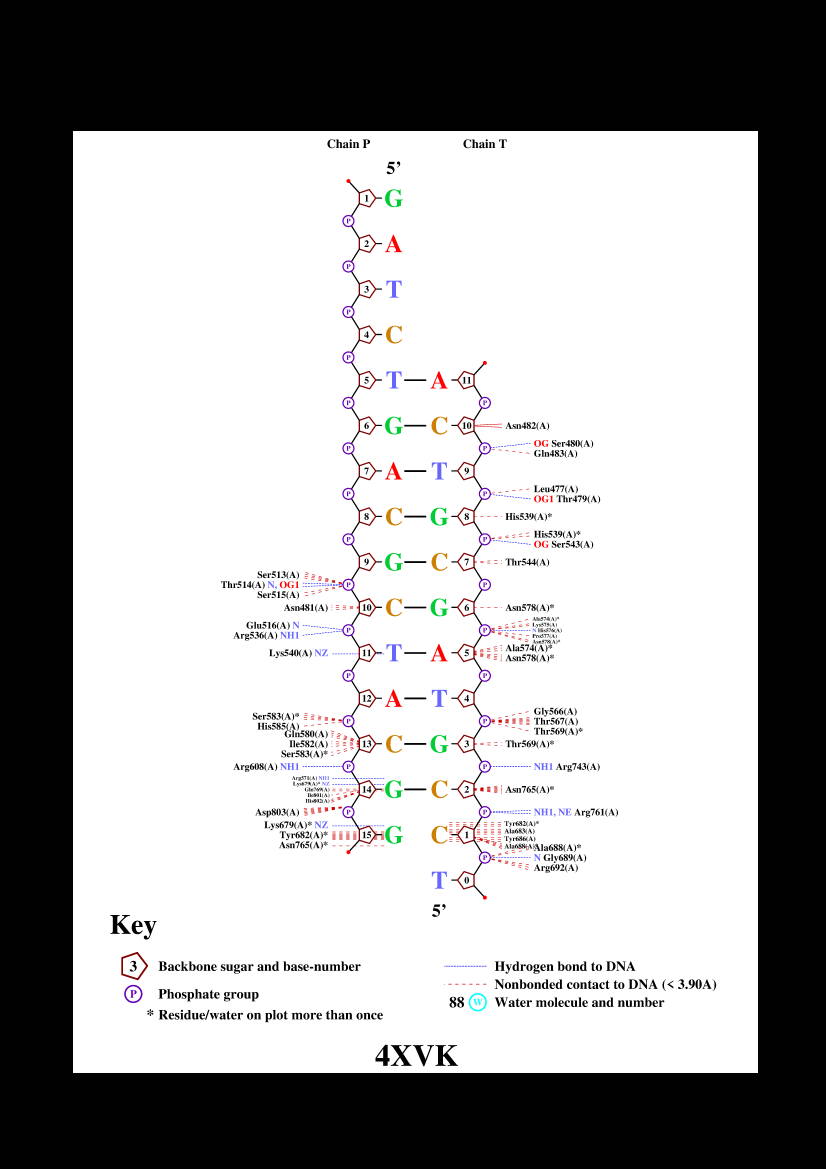 Chain P Chain T
5’
1 G
P
2 A
P
3 T
P
4 C
P
5 T A 11
P P
6 G C 10 Asn482(A)
P P OG Ser480(A)
Gln483(A)
7 A T 9
Leu477(A)
P P OG1 Thr479(A)
8 C G 8 His539(A)*
His539(A)*
P P OG Ser543(A)
9 G C 7 Thr544(A)
Ser513(A)
Thr514(A) N, OG1 P P
Ser515(A)
Asn481(A) 10 C G 6 Asn578(A)*
Ala574(A)*
Lys575(A)
Glu516(A) N P P N His576(A)
Arg536(A) NH1 Pro577(A)
Asn578(A)*
Ala574(A)*
Lys540(A) NZ 11 T A 5 Asn578(A)*
P P
12 A T 4
Gly566(A)
Ser583(A)* P P Thr567(A)
His585(A) Thr569(A)*
Gln580(A)
Ile582(A) 13 C G 3 Thr569(A)*
Ser583(A)*
Arg608(A) NH1 P P NH1 Arg743(A)
Arg571(A) NH1
Lys679(A)* NZ
Gln769(A) 14 G C 2 Asn765(A)*
Ile801(A)
His802(A)
Asp803(A) P P NH1, NE Arg761(A)
Lys679(A)* NZ Tyr682(A)*
Tyr682(A)* 15 G C 1 Ala683(A)
Tyr686(A)
Asn765(A)* Ala688(A)* Ala688(A)*
P N Gly689(A)
Arg692(A)
T 0
5’
Key
3 Backbone sugar and base-number Hydrogen bond to DNA
Nonbonded contact to DNA (< 3.90A)
P Phosphate group 88 W Water molecule and number
* Residue/water on plot more than once
4XVK